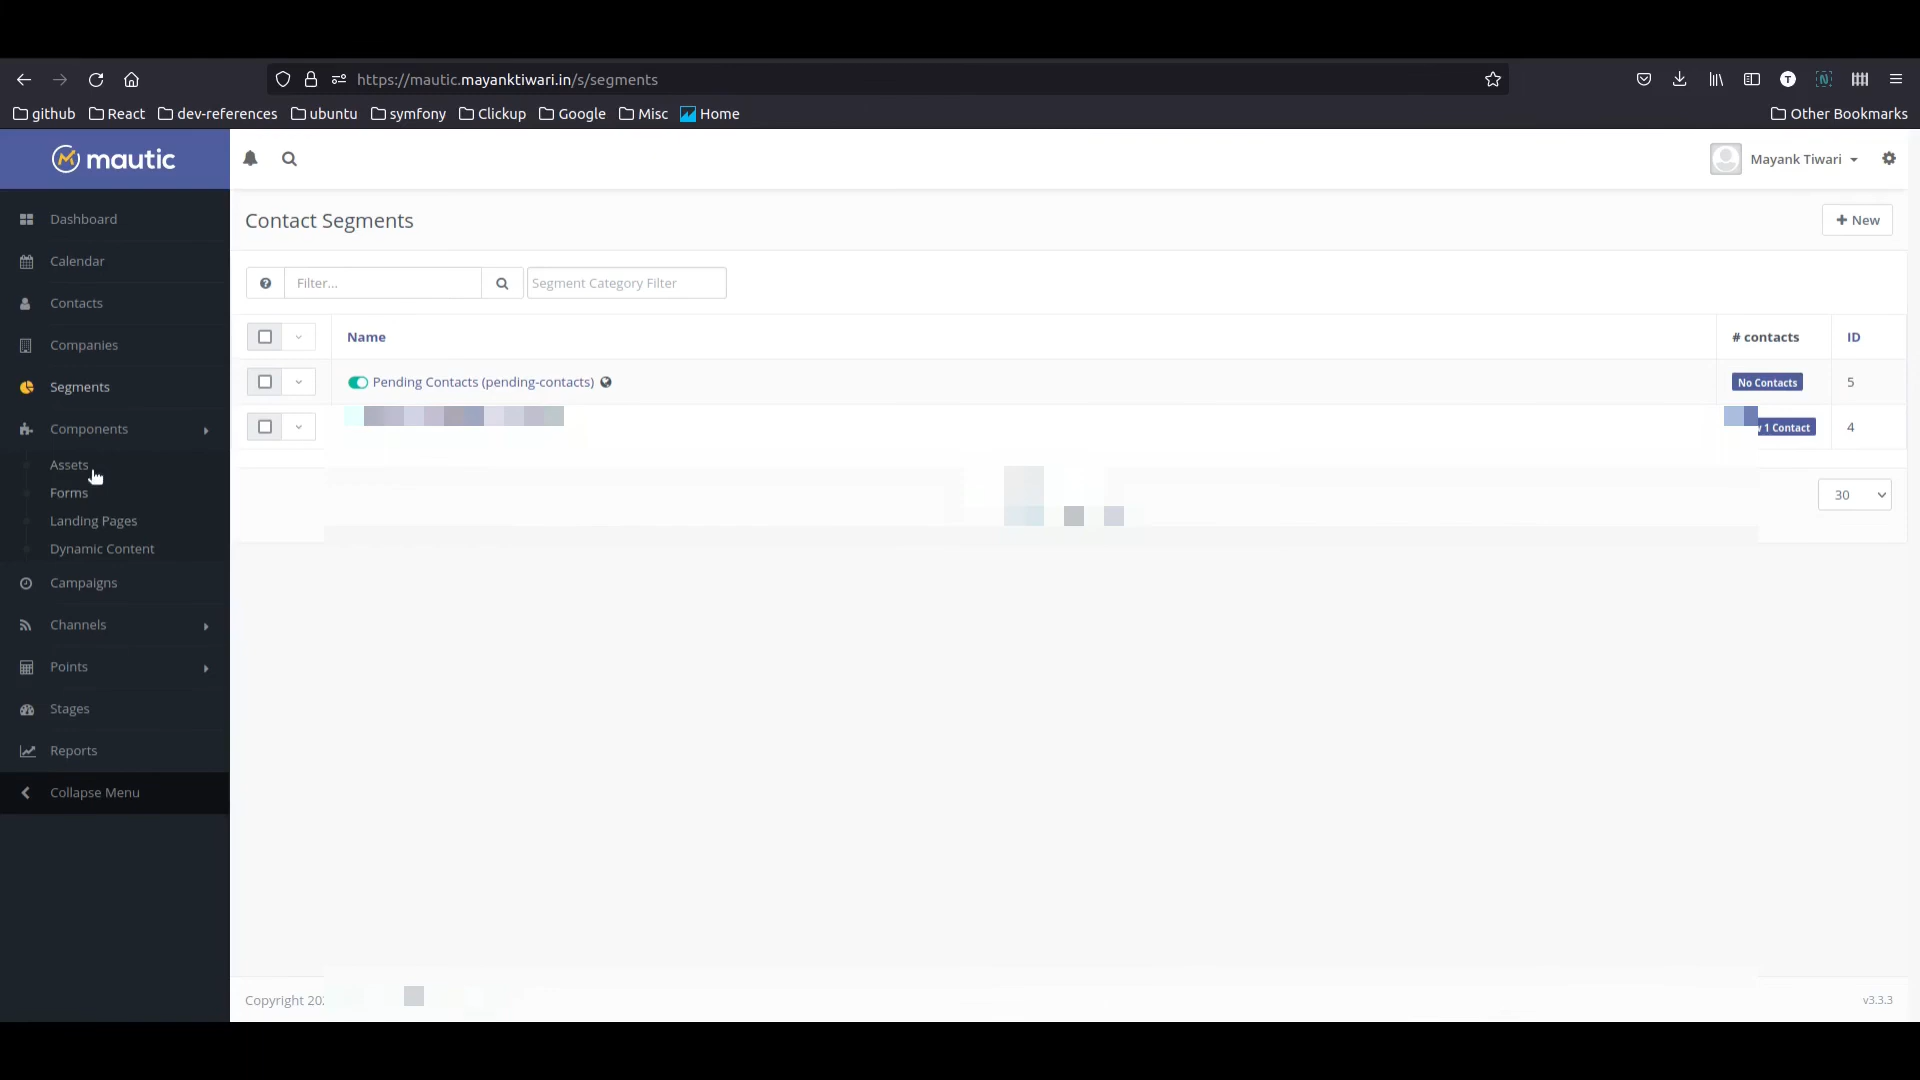 https://mautic.mayanktiwari.in/s/segments
github React dev-references ubuntu symfony Clickup Google Misc Home Other Bookmarks
mautic
Mayank Tiwari
Dashboard
Contact Segments
New
Calendar
Filter...
Segment Category Filter
Contacts
Name # contacts ID
Companies
Segments
Pending Contacts (pending-contacts) No Contacts 5
Components
1 Contact 4
Assets
Forms
30
Landing Pages
Dynamic Content
Campaigns
Channels
Points
Stages
Reports
Collapse Menu
Copyright
v3.3.3